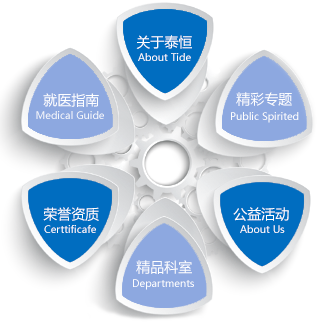 关于泰恒
About Tide
就医指南
Medical Guide
精彩专题
Public Spirited
荣誉资质
Certtificafe
公益活动
About Us
精品科室
Departments